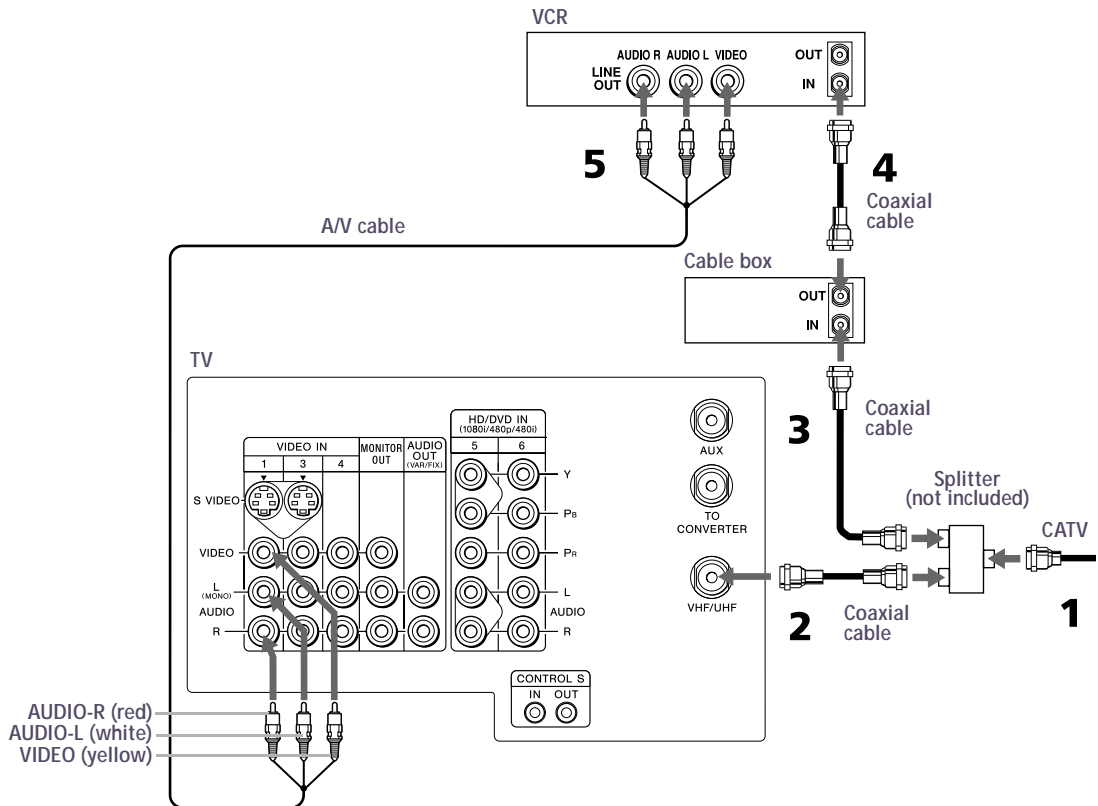 VCR
AUDIO R AUDIO L VIDEO
LINE
OUT
OUT
IN
5
4
Coaxial
cable
A/V cable
Cable box
OUT
IN
TV
3
Coaxial
cable
VIDEO IN
1 3 4
MONITOR
OUT
AUDIO
OUT
(VAR/FIX)
HD/DVD IN
(1080i/480p/480i)
5 6
S VIDEO
VIDEO
L
(MONO)
AUDIO
R
Y
PB
PR
L
AUDIO
R
AUX
TO
CONVERTER
VHF/UHF
Splitter
(not included)
CATV
2
Coaxial
cable
1
CONTROL S
IN OUT
AUDIO-R (red)
AUDIO-L (white)
VIDEO (yellow)